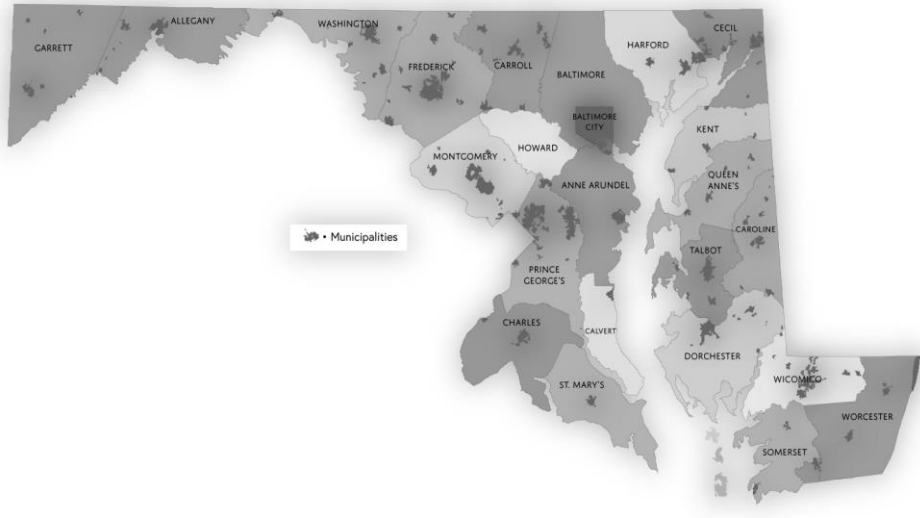 ALLEGANY
WASHINGTON
CECIL
GARRETT
HARFORD
FREDERICK
CARROLL
BALTIMORE
BALTIMORE
CITY
KENT
HOWARD
MONTGOMERY
QUEEN
ANNE'S
ANNE ARUNDEL
CAROLINE
• Municipalities
TALBOT
PRINCE
GEORGE'S
CHARLES
CALVERT
DORCHESTER
WICOMICO
ST. MARY'S
WORCESTER
SOMERSET